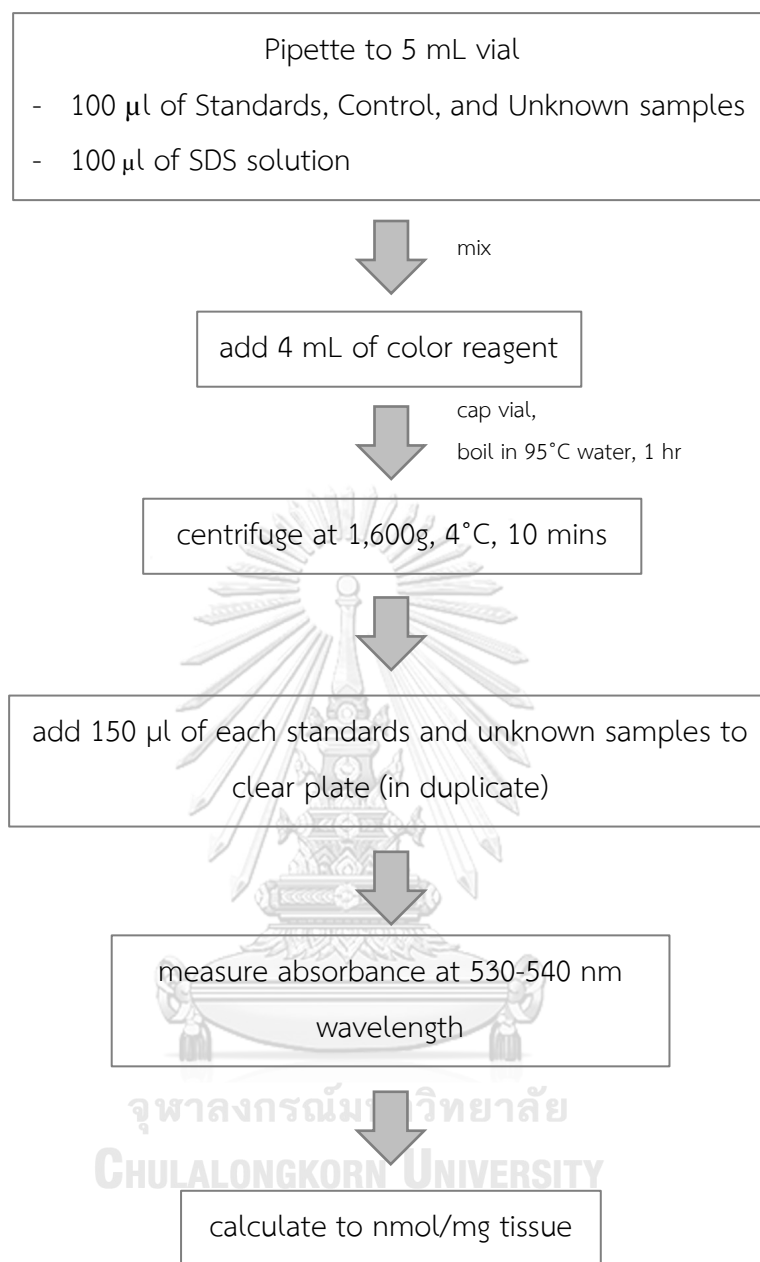 Pipette to 5 mL vial
- 100 μl of Standards, Control, and Unknown samples
- 100 μl of SDS solution
mix
add 4 mL of color reagent
cap vial,
boil in 95˚C water, 1 hr
centrifuge at 1,600g, 4˚C, 10 mins
add 150 μl of each standards and unknown samples to
clear plate (in duplicate)
measure absorbance at 530-540 nm
wavelength
จุฬาลงกรณ์มหาวิทยาลัย
CHULALONGKORN UNIVERSITY
calculate to nmol/mg tissue